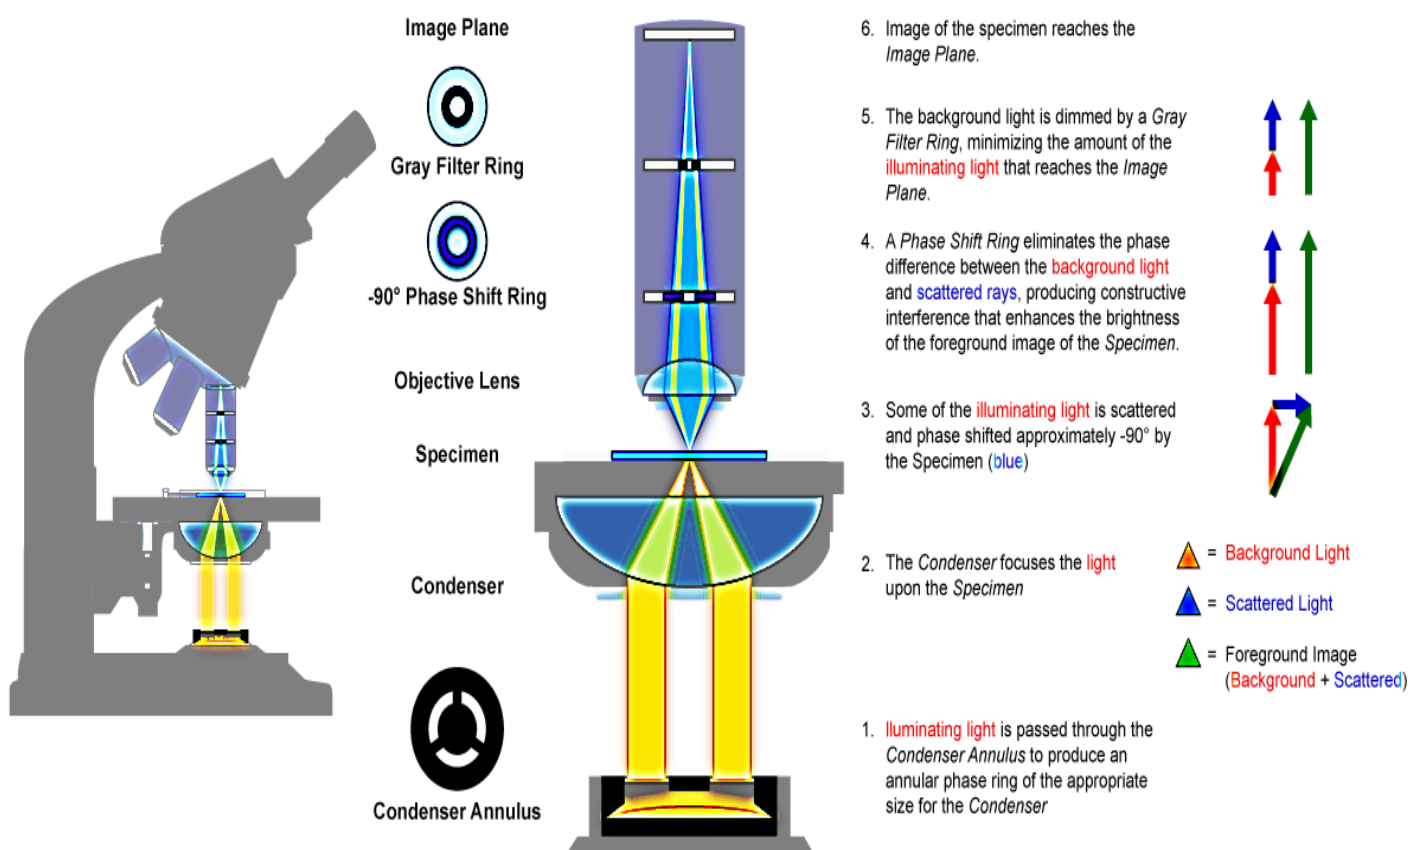 Image Plane
Gray Filter Ring
-90° Phase Shift Ring
Objective Lens
Specimen
Condenser
Condenser Annulus
6. Image of the specimen reaches the
Image Plane.
5. The background light is dimmed by a Gray
Filter Ring, minimizing the amount of the
illuminating light that reaches the Image
Plane.
4. A Phase Shift Ring eliminates the phase
difference between the background light
and scattered rays, producing constructive
interference that enhances the brightness
of the foreground image of the Specimen.
3. Some of the illuminating light is scattered
and phase shifted approximately -90° by
the Specimen (blue)
2. The Condenser focuses the light
upon the Specimen
1. Iluminating light is passed through the
Condenser Annulus to produce an
annular phase ring of the appropriate
size for the Condenser
= Background Light
= Scattered Light
= Foreground Image
(Background + Scattered)